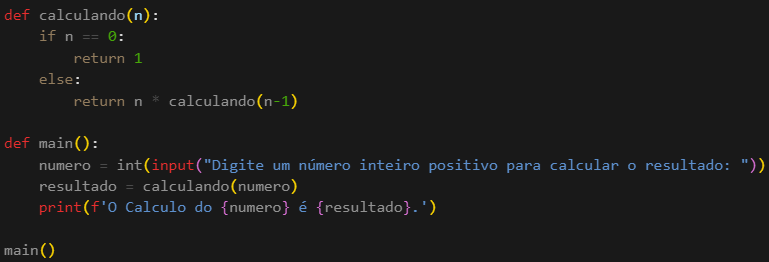 def calculando(n):
    if n == 0:
        return 1
    else:
        return n * calculando(n-1)

def main():
    numero = int(input("Digite um número inteiro positivo para calcular o resultado: "))
    resultado = calculando(numero)
    print(f'O Calculo do {numero} é {resultado}.')

main()